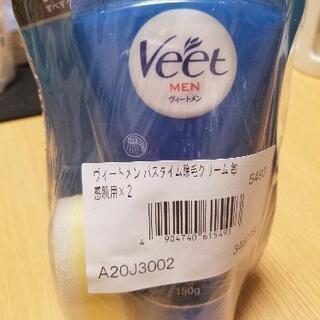 Veet
MEN
ヴィートメン
ヴィートメン バスタイム除毛クリーム 敏
感肌用×2
4 904740 61549
A20J3002
150g